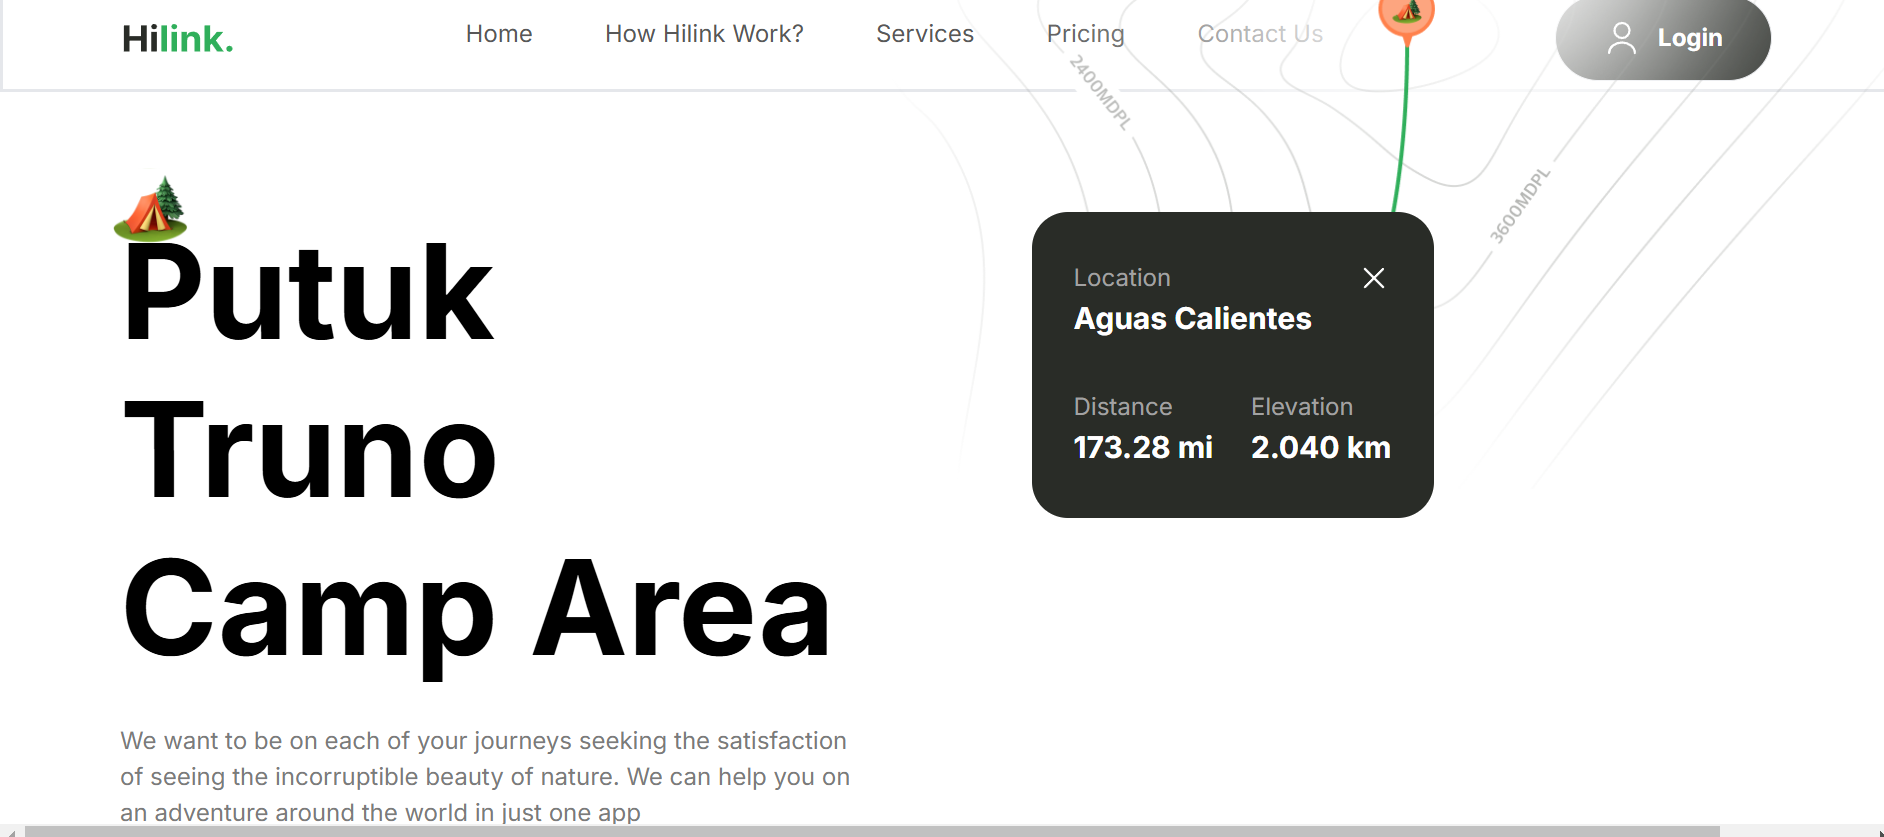 Hilink.
Home
How Hilink Work?
Services
Pricing
Contact Us
Login
2400MDPL
3600MDPL
Putuk
Truno
Camp Area
Location
Aguas Calientes
Distance
Elevation
173.28 mi
2.040 km
We want to be on each of your journeys seeking the satisfaction
of seeing the incorruptible beauty of nature. We can help you on
an adventure around the world in just one app